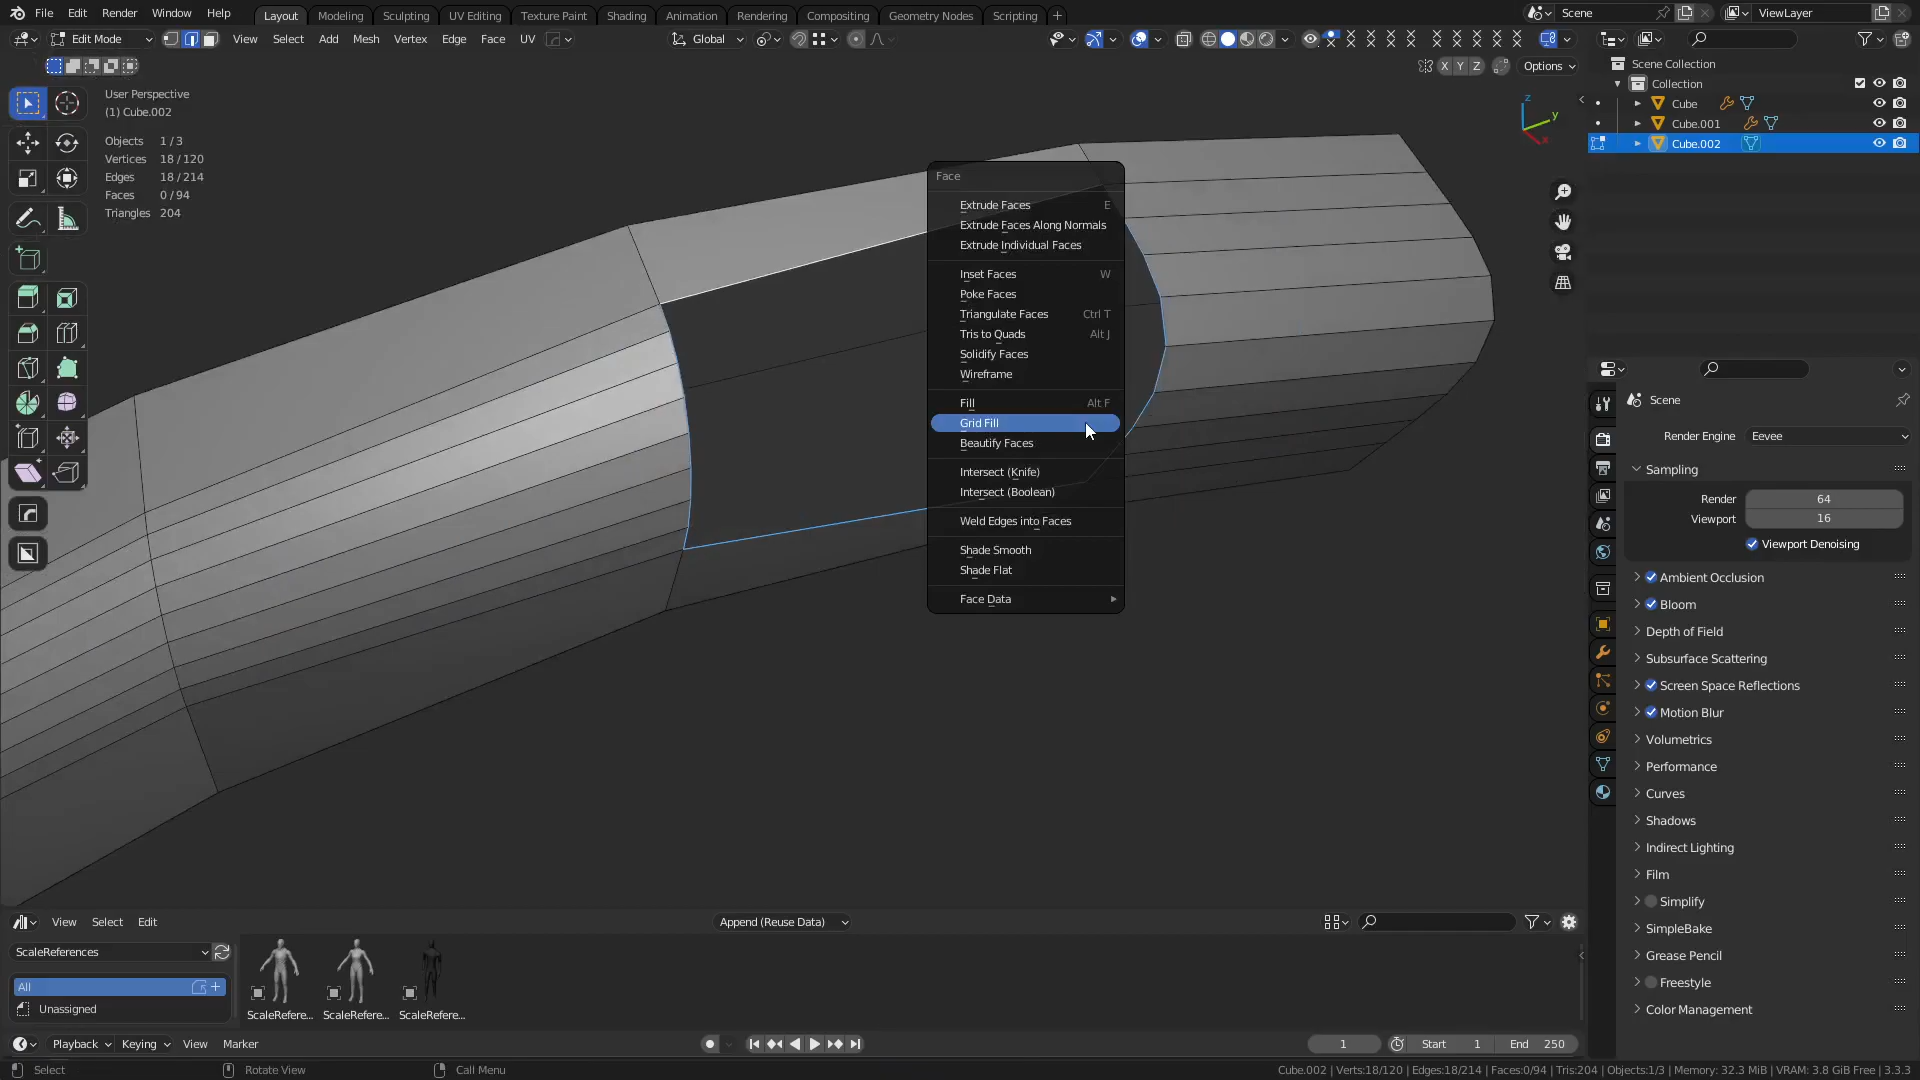 File Edit Render Window Help Layout Modeling Sculpting UV Editing Texture Paint Shading Animation Rendering Compositing Geometry Nodes Scripting + Scene ViewLayer
Edit Mode View Select Add Mesh Vertex Edge Face UV Global
X Y Z Options
User Perspective
(1) Cube.002
Objects 1 / 3
Vertices 18 / 120
Edges 18 / 214
Faces 0 / 94
Triangles 204
z
y
x
Face
Extrude Faces E
Extrude Faces Along Normals
Extrude Individual Faces
Inset Faces W
Poke Faces
Triangulate Faces Ctrl T
Tris to Quads Alt J
Solidify Faces
Wireframe
Fill Alt F
Grid Fill
Beautify Faces
Intersect (Knife)
Intersect (Boolean)
Weld Edges into Faces
Shade Smooth
Shade Flat
Face Data
Scene Collection
Collection
Cube
Cube.001
Cube.002
Scene
Render Engine Eevee
Sampling
Render 64
Viewport 16
Viewport Denoising
Ambient Occlusion
Bloom
Depth of Field
Subsurface Scattering
Screen Space Reflections
Motion Blur
Volumetrics
Performance
Curves
Shadows
Indirect Lighting
Film
Simplify
SimpleBake
Grease Pencil
Freestyle
Color Management
View Select Edit Append (Reuse Data)
ScaleReferences
All
Unassigned
ScaleRefere... ScaleRefere... ScaleRefere...
Playback Keying View Marker 1 Start 1 End 250
Select Rotate View Call Menu Cube.002 | Verts:18/120 | Edges:18/214 | Faces:0/94 | Tris:204 | Objects:1/3 | Memory: 32.3 MiB | VRAM: 3.8 GiB Free | 3.3.3